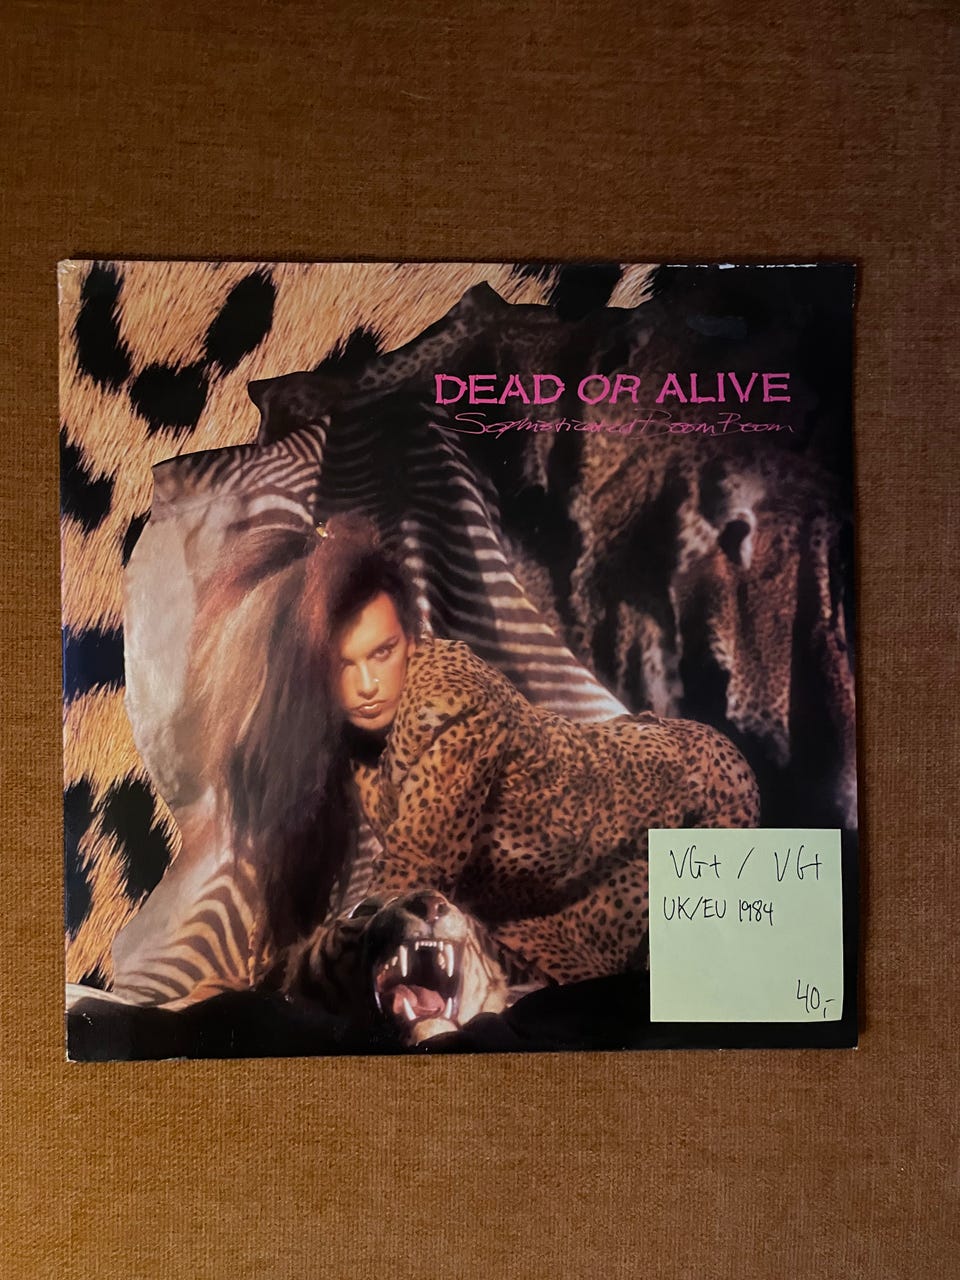 DEAD OR ALIVE
Sophisticated Boom Boom
VG+ / VG+
UK/EU 1984
40,-